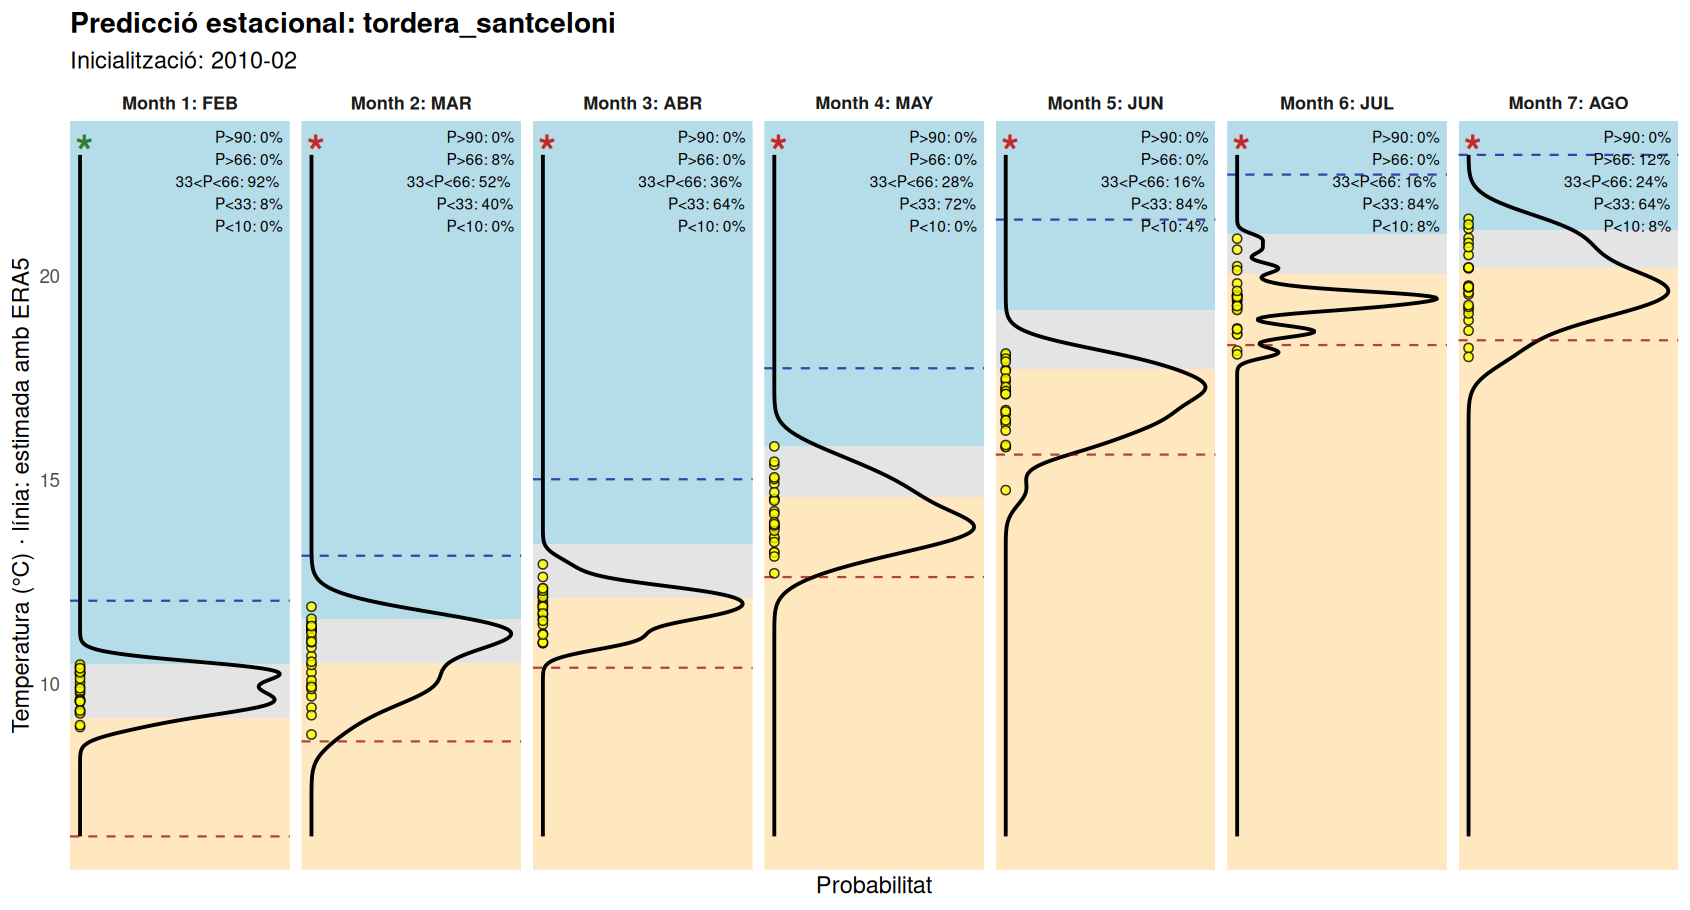 Predicció estacional: tordera_santceloni
Inicialització: 2010-02
Month 1: FEB
Month 2: MAR
Month 3: ABR
Month 4: MAY
Month 5: JUN
Month 6: JUL
Month 7: AGO
*
P>90: 0%
P>66: 0%
33<P<66: 92%
P<33: 8%
P<10: 0%
*
P>90: 0%
P>66: 8%
33<P<66: 52%
P<33: 40%
P<10: 0%
*
P>90: 0%
P>66: 0%
33<P<66: 36%
P<33: 64%
P<10: 0%
*
P>90: 0%
P>66: 0%
33<P<66: 28%
P<33: 72%
P<10: 0%
*
P>90: 0%
P>66: 0%
33<P<66: 16%
P<33: 84%
P<10: 4%
*
P>90: 0%
P>66: 0%
33<P<66: 16%
P<33: 84%
P<10: 8%
*
P>90: 0%
P>66: 12%
33<P<66: 24%
P<33: 64%
P<10: 8%
Temperatura (°C) · línia: estimada amb ERA5
20
15
10
Probabilitat